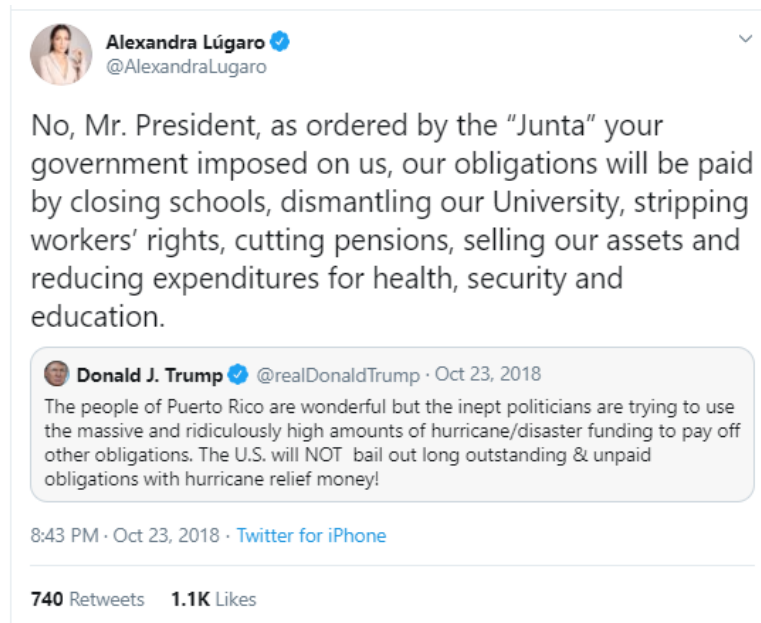 Alexandra Lúgaro
@AlexandraLugaro
No, Mr. President, as ordered by the “Junta” your
government imposed on us, our obligations will be paid
by closing schools, dismantling our University, stripping
workers’ rights, cutting pensions, selling our assets and
reducing expenditures for health, security and
education.
Donald J. Trump @realDonaldTrump · Oct 23, 2018
The people of Puerto Rico are wonderful but the inept politicians are trying to use
the massive and ridiculously high amounts of hurricane/disaster funding to pay off
other obligations. The U.S. will NOT bail out long outstanding & unpaid
obligations with hurricane relief money!
8:43 PM · Oct 23, 2018 · Twitter for iPhone
740 Retweets 1.1K Likes